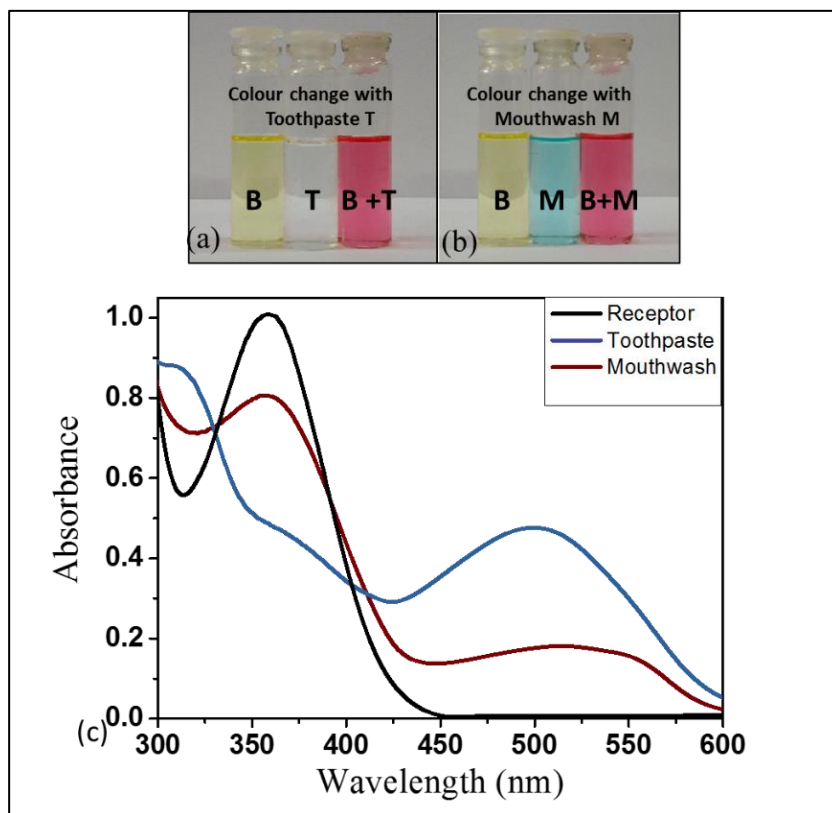 Colour change with
Toothpaste T
B T B +T
(a)
Colour change with
Mouthwash M
B M B+M
(b)
Receptor
Toothpaste
Mouthwash
Absorbance
1.0
0.8
0.6
0.4
0.2
0.0
300 350 400 450 500 550 600
(c)
Wavelength (nm)